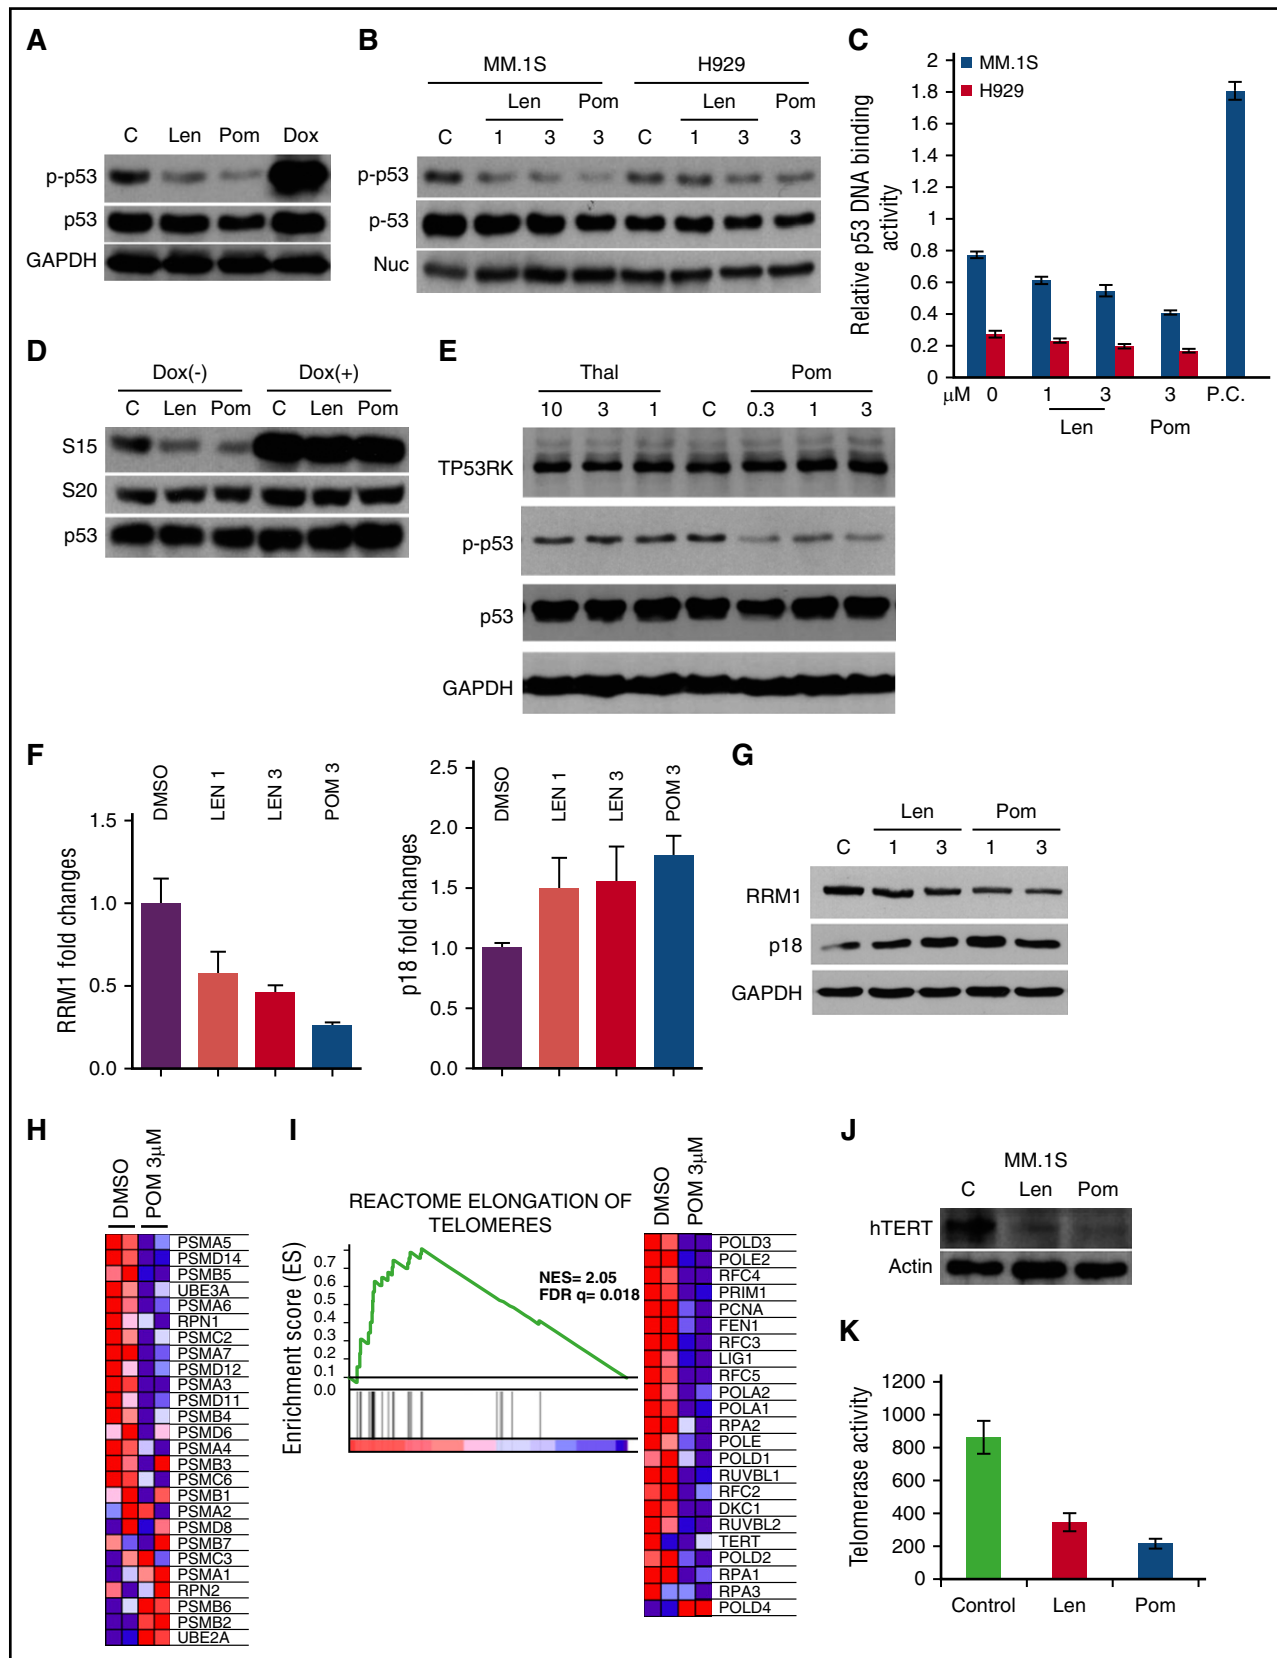 A
C Len Pom Dox
p-p53
p53
GAPDH
B
MM.1S H929
Len Pom Len Pom
C 1 3 3 C 1 3 3
p-p53
p-53
Nuc
C
MM.1S
H929
Relative p53 DNA binding
activity
2
1.8
1.6
1.4
1.2
1
0.8
0.6
0.4
0.2
0
μM 0 1 3 3 P.C.
Len Pom
D
Dox(-) Dox(+)
C Len Pom C Len Pom
S15
S20
p53
E
Thal Pom
10 3 1 C 0.3 1 3
TP53RK
p-p53
p53
GAPDH
F
DMSO
LEN 1
LEN 3
POM 3
RRM1 fold changes
1.5
1.0
0.5
0.0
DMSO
LEN 1
LEN 3
POM 3
p18 fold changes
2.5
2.0
1.5
1.0
0.5
0.0
G
Len Pom
C 1 3 1 3
RRM1
p18
GAPDH
H
DMSO
POM 3μM
PSMA5
PSMD14
PSMB5
UBE3A
PSMA6
RPN1
PSMC2
PSMA7
PSMD12
PSMA3
PSMD11
PSMB4
PSMD6
PSMA4
PSMB3
PSMC6
PSMB1
PSMA2
PSMD8
PSMB7
PSMC3
PSMA1
RPN2
PSMB6
PSMB2
UBE2A
I
REACTOME ELONGATION OF
TELOMERES
Enrichment score (ES)
0.7
0.6
0.5
0.4
0.3
0.2
0.1
0.0
NES= 2.05
FDR q= 0.018
DMSO
POM 3μM
POLD3
POLE2
RFC4
PRIM1
PCNA
FEN1
RFC3
LIG1
RFC5
POLA2
POLA1
RPA2
POLE
POLD1
RUVBL1
RFC2
DKC1
RUVBL2
TERT
POLD2
RPA1
RPA3
POLD4
J
MM.1S
C Len Pom
hTERT
Actin
K
Telomerase activity
1200
1000
800
600
400
200
0
Control Len Pom